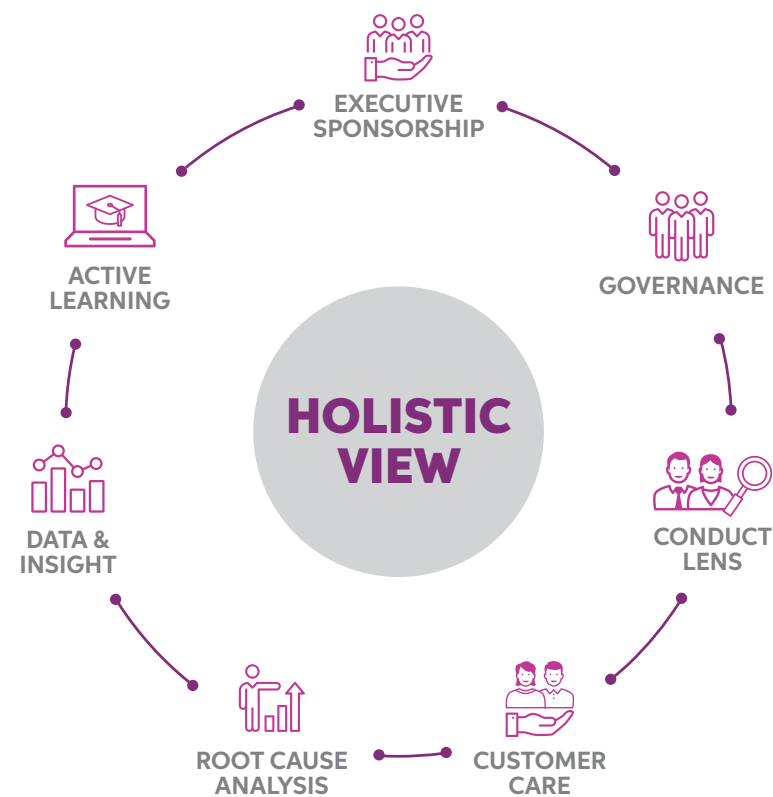 EXECUTIVE
SPONSORSHIP
GOVERNANCE
CONDUCT
LENS
CUSTOMER
CARE
ROOT CAUSE
ANALYSIS
DATA &
INSIGHT
ACTIVE
LEARNING
HOLISTIC
VIEW